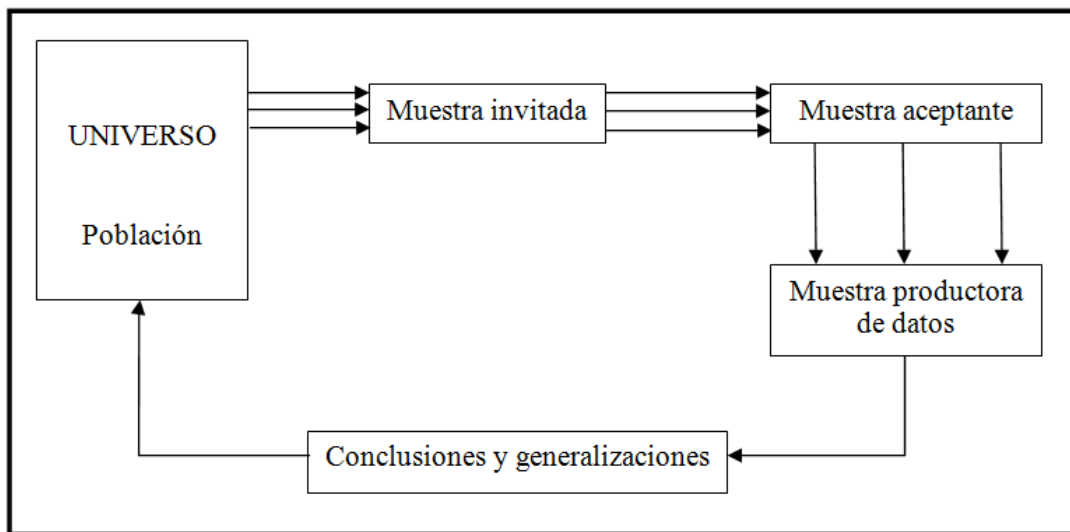 UNIVERSO
Población
Muestra invitada
Muestra aceptante
Muestra productora
de datos
Conclusiones y generalizaciones